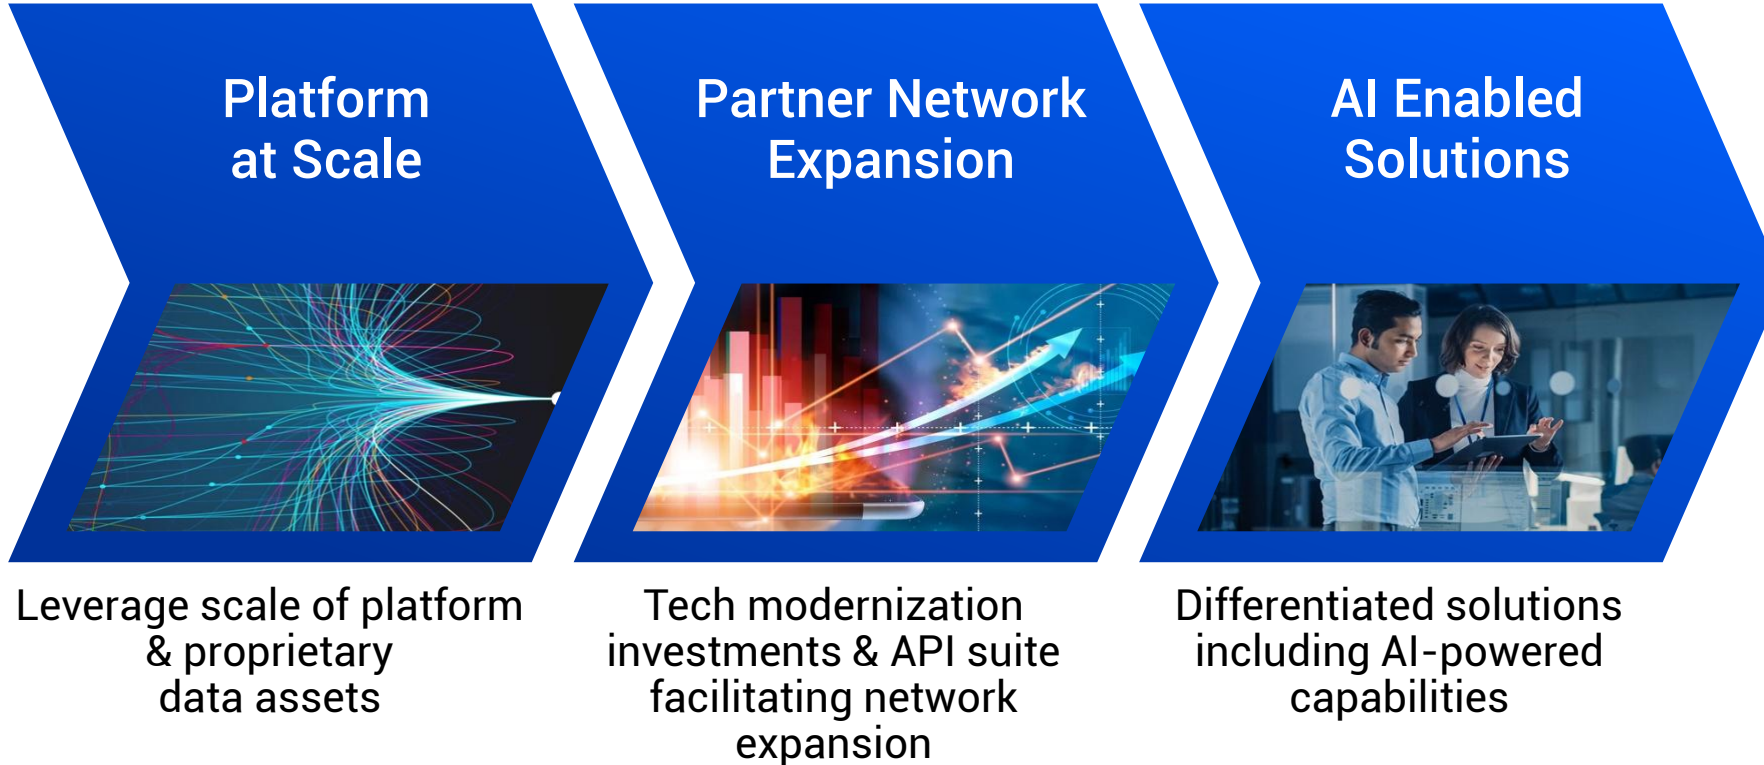 Platform
at Scale
Leverage scale of platform
& proprietary
data assets
Partner Network
Expansion
Tech modernization
investments & API suite
facilitating network
expansion
AI Enabled
Solutions
Differentiated solutions
including AI-powered
capabilities